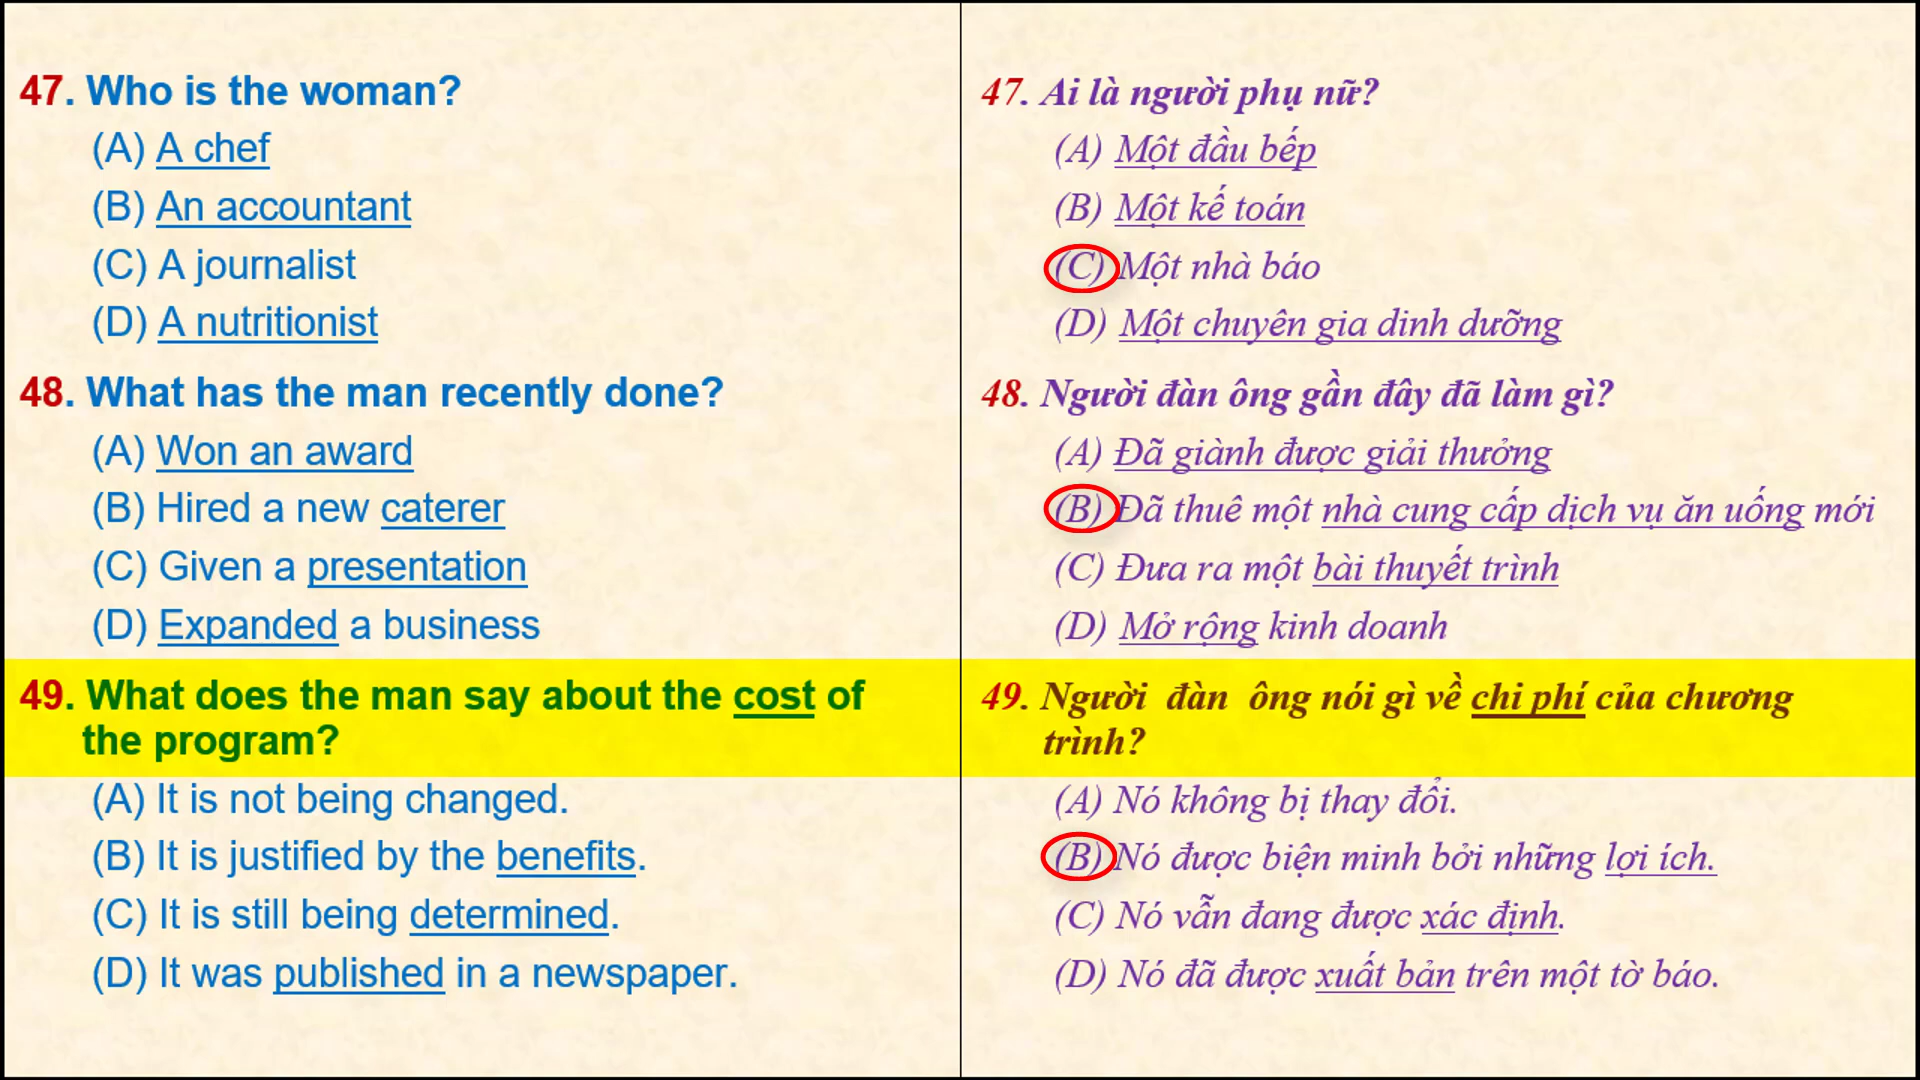 47. Who is the woman?
(A) A chef
(B) An accountant
(C) A journalist
(D) A nutritionist
48. What has the man recently done?
(A) Won an award
(B) Hired a new caterer
(C) Given a presentation
(D) Expanded a business
49. What does the man say about the cost of
the program?
(A) It is not being changed.
(B) It is justified by the benefits.
(C) It is still being determined.
(D) It was published in a newspaper.
47. Ai là người phụ nữ?
(A) Một đầu bếp
(B) Một kế toán
(C) Một nhà báo
(D) Một chuyên gia dinh dưỡng
48. Người đàn ông gần đây đã làm gì?
(A) Đã giành được giải thưởng
(B) Đã thuê một nhà cung cấp dịch vụ ăn uống mới
(C) Đưa ra một bài thuyết trình
(D) Mở rộng kinh doanh
49. Người đàn ông nói gì về chi phí của chương
trình?
(A) Nó không bị thay đổi.
(B) Nó được biện minh bởi những lợi ích.
(C) Nó vẫn đang được xác định.
(D) Nó đã được xuất bản trên một tờ báo.